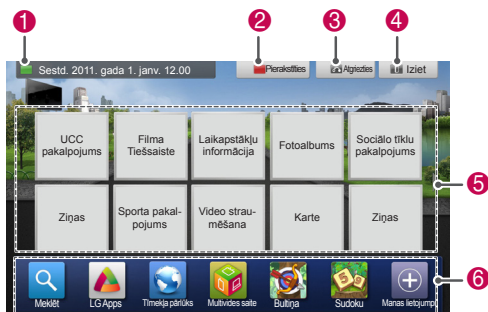 1 2 3 4
Sestd. 2011. gada 1. janv. 12.00 Pierakstīties Atgriezties Iziet
UCC Filma Laikapstākļu Fotoalbums Sociālo tīklu
pakalpojums Tiešsaiste informācija pakalpojums
5
Ziņas Sporta pakal- Video strau- Karte Ziņas
pojums mēšana
6
Meklēt LG Apps Tīmekļa pārlūks Multivides saite Bultiņa Sudoku Manas lietojump